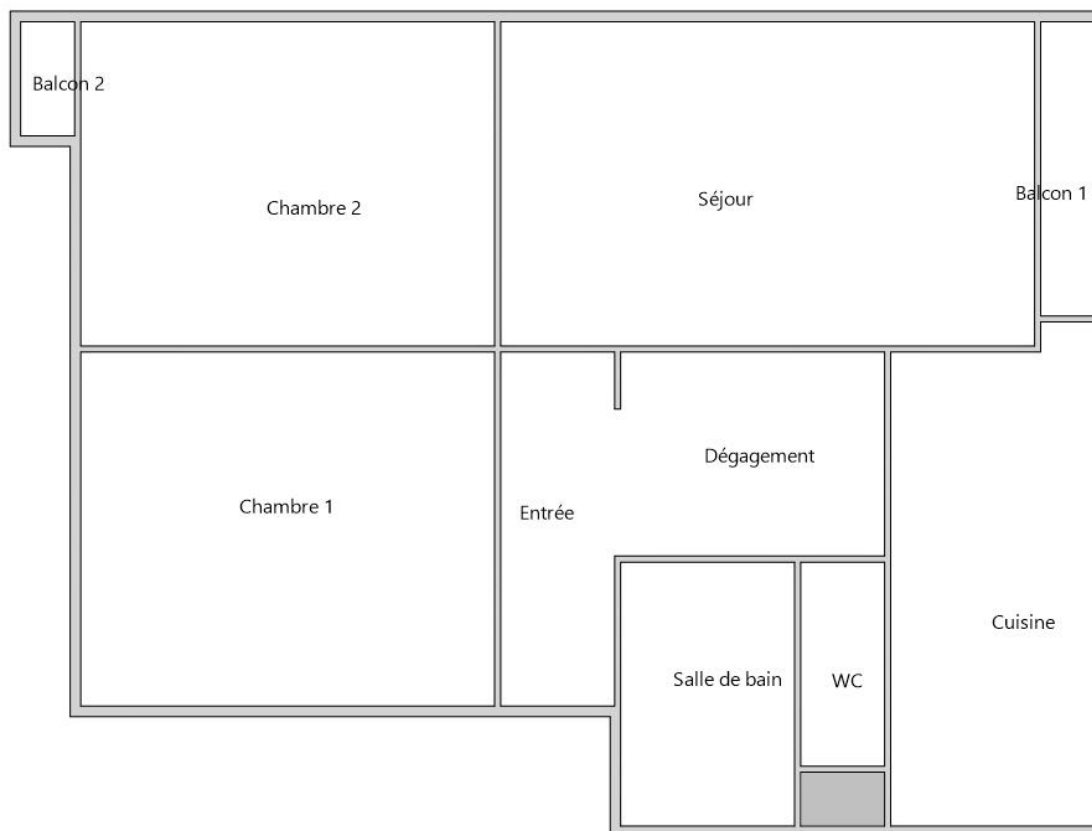 Balcon 2
Chambre 2
Séjour
Balcon 1
Chambre 1
Entrée
Dégagement
Salle de bain
WC
Cuisine